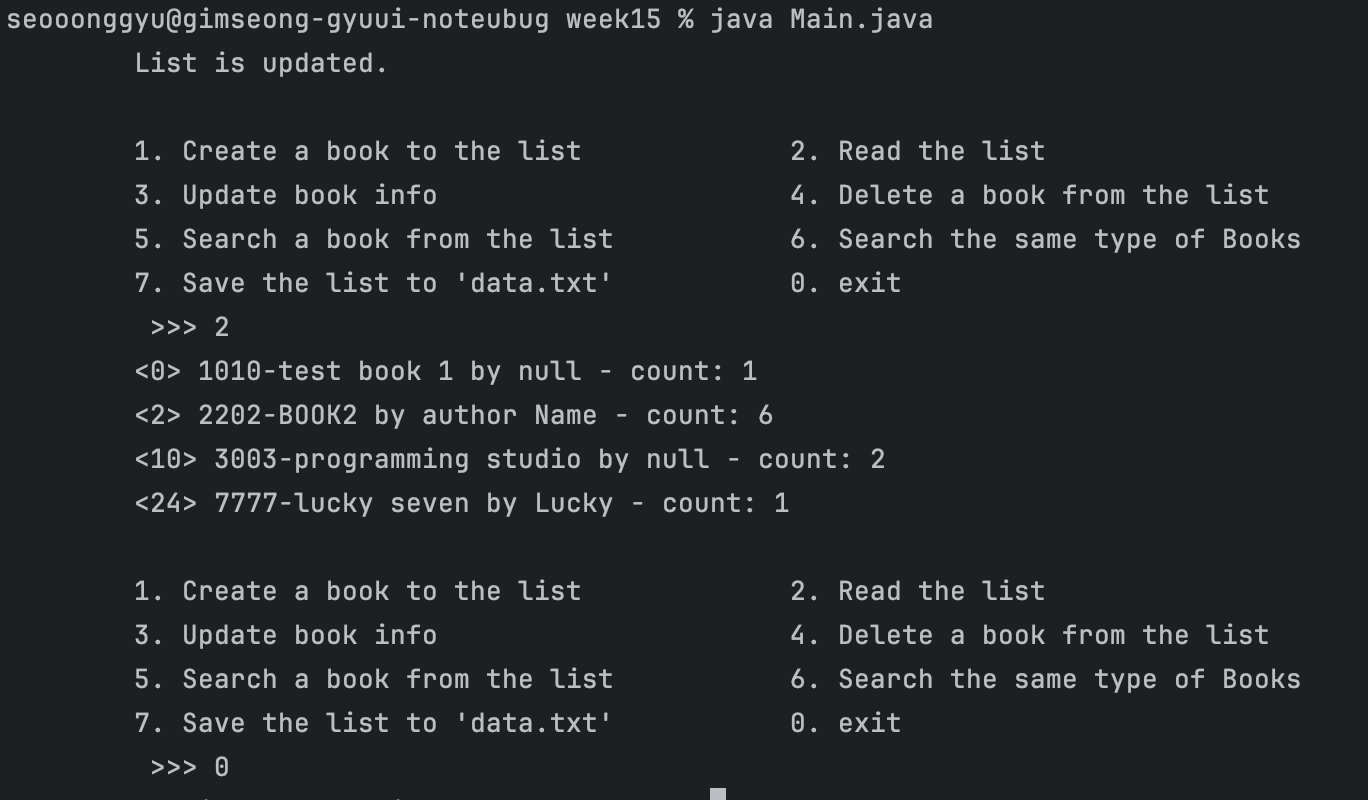 seooonggyu@gimseong-gyuui-noteubug week15 % java Main.java
List is updated.
1. Create a book to the list 2. Read the list
3. Update book info 4. Delete a book from the list
5. Search a book from the list 6. Search the same type of Books
7. Save the list to 'data.txt' 0. exit
>>> 2
<0> 1010-test book 1 by null - count: 1
<2> 2202-BOOK2 by author Name - count: 6
<10> 3003-programming studio by null - count: 2
<24> 7777-lucky seven by Lucky - count: 1
1. Create a book to the list 2. Read the list
3. Update book info 4. Delete a book from the list
5. Search a book from the list 6. Search the same type of Books
7. Save the list to 'data.txt' 0. exit
>>> 0